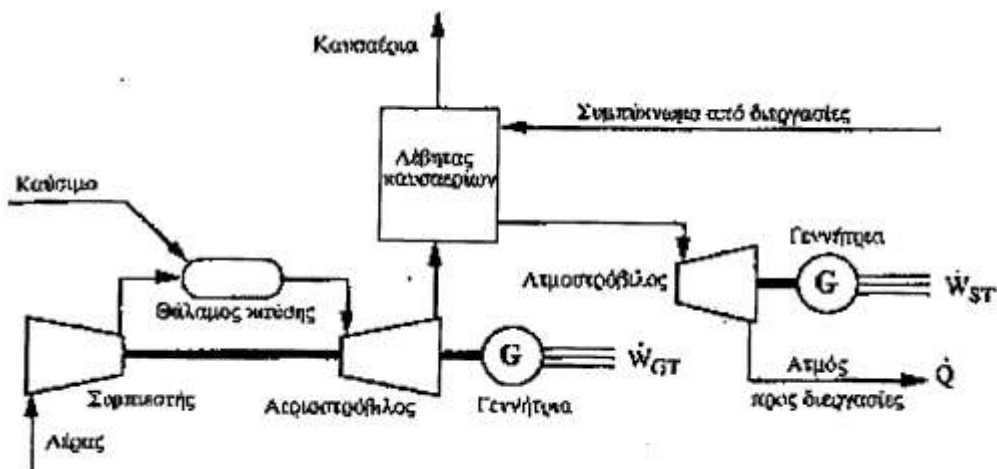 Καυσαέρια
Συμπύκνωμα από διεργασίες
Λέβητας
καυσαερίων
Καύσιμο
Γεννήτρια
Ατμοστρόβιλος
G
Ẇ_ST
Θάλαμος καύσης
G
Ẇ_GT
Ατμός
προς διεργασίες
Q̇
Συμπιεστής
Αεριοστρόβιλος
Γεννήτρια
Αέρας